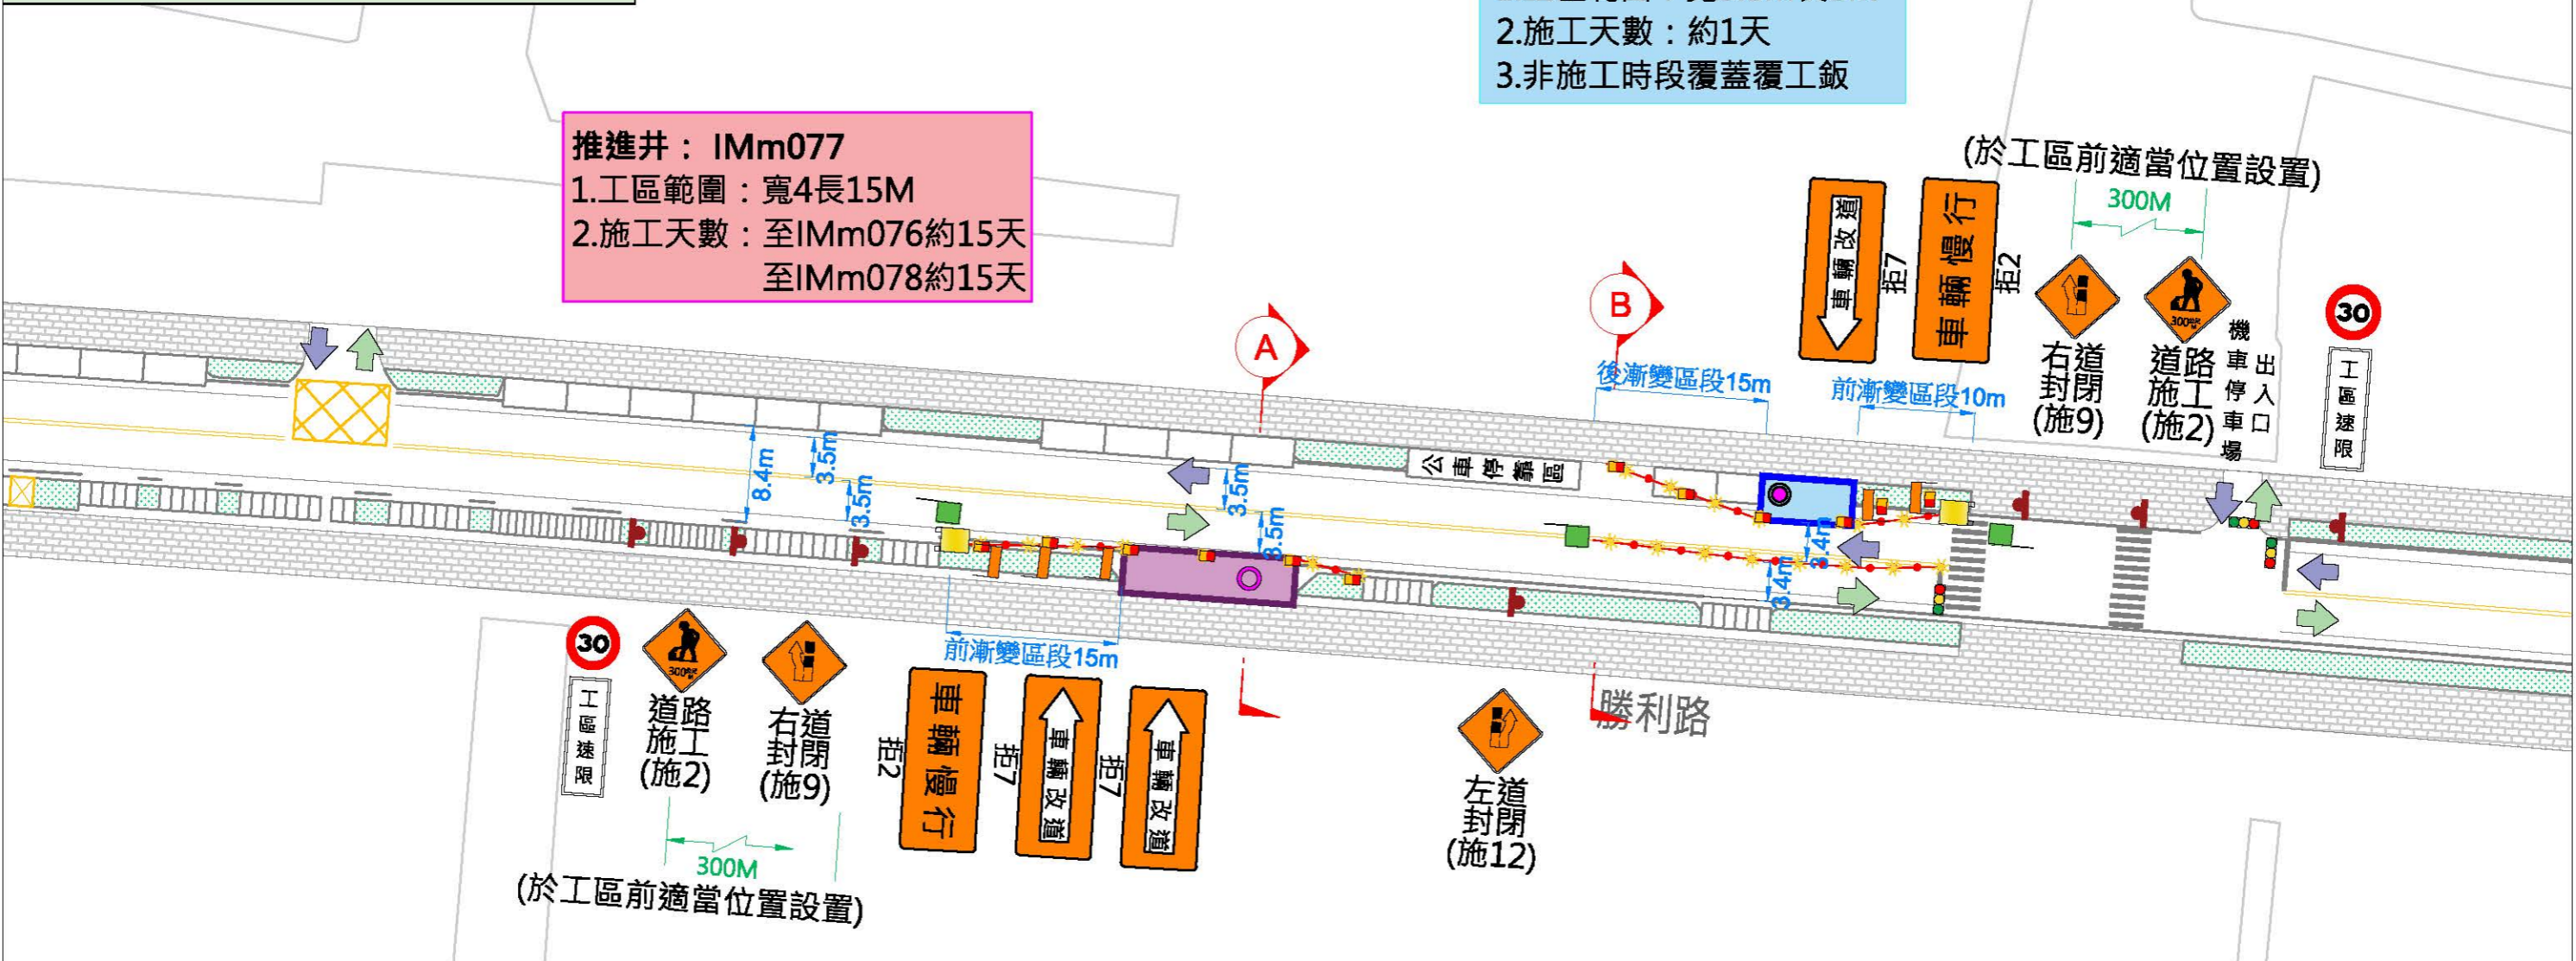 2.施工天數：約1天
3.非施工時段覆蓋覆工鈑
推進井： IMm077
1.工區範圍：寬4長15M
2.施工天數：至IMm076約15天
至IMm078約15天
(於工區前適當位置設置)
300M
車輛改道
拒7
車輛慢行
拒2
300
右道
封閉
(施9)
道路
施工
(施2)
機車停車場
出入口
30
工區速限
A
B
後漸變區段15m
前漸變區段10m
8.4m
3.5m
3.5m
3.5m
3.5m
公車停靠區
3.4m
3.4m
前漸變區段15m
30
工區速限
300
道路
施工
(施2)
右道
封閉
(施9)
300M
(於工區前適當位置設置)
拒2
車輛慢行
拒7
車輛改道
拒7
車輛改道
左道
封閉
(施12)
勝利路